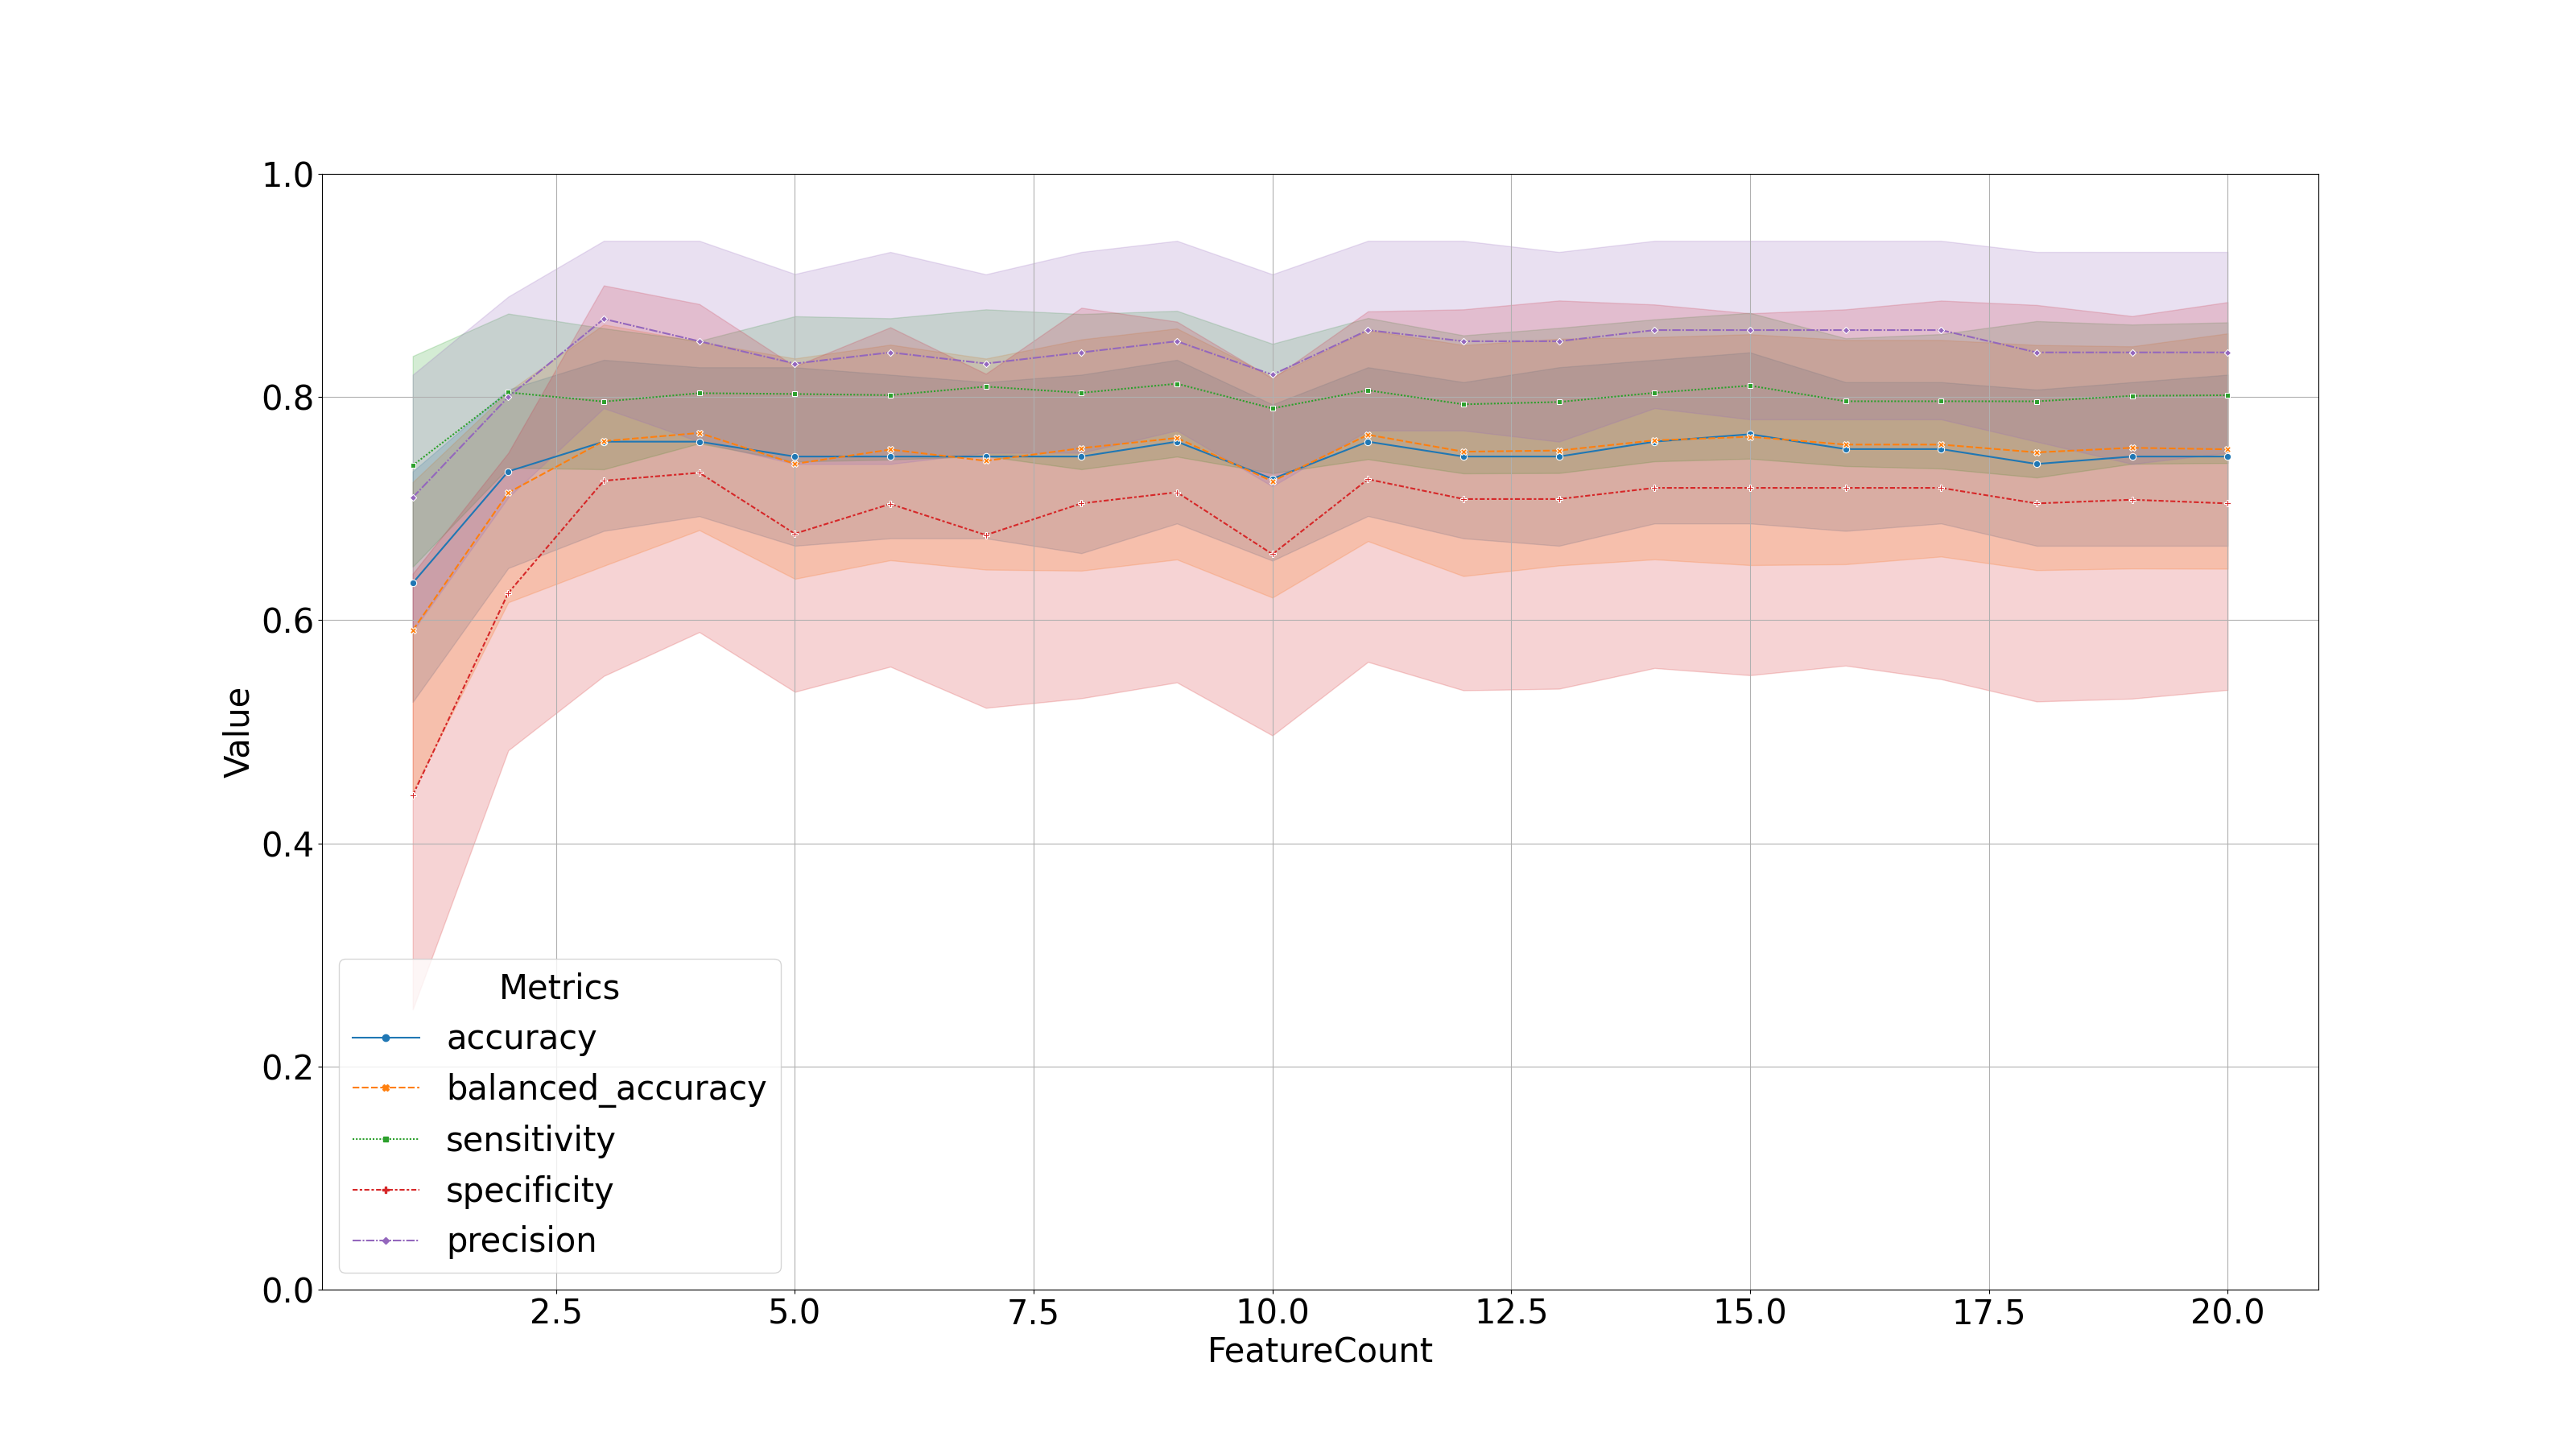 1.0
0.8
0.6
0.4
0.2
0.0
Value
Metrics
accuracy
balanced_accuracy
sensitivity
specificity
precision
2.5 5.0 7.5 10.0 12.5 15.0 17.5 20.0
FeatureCount